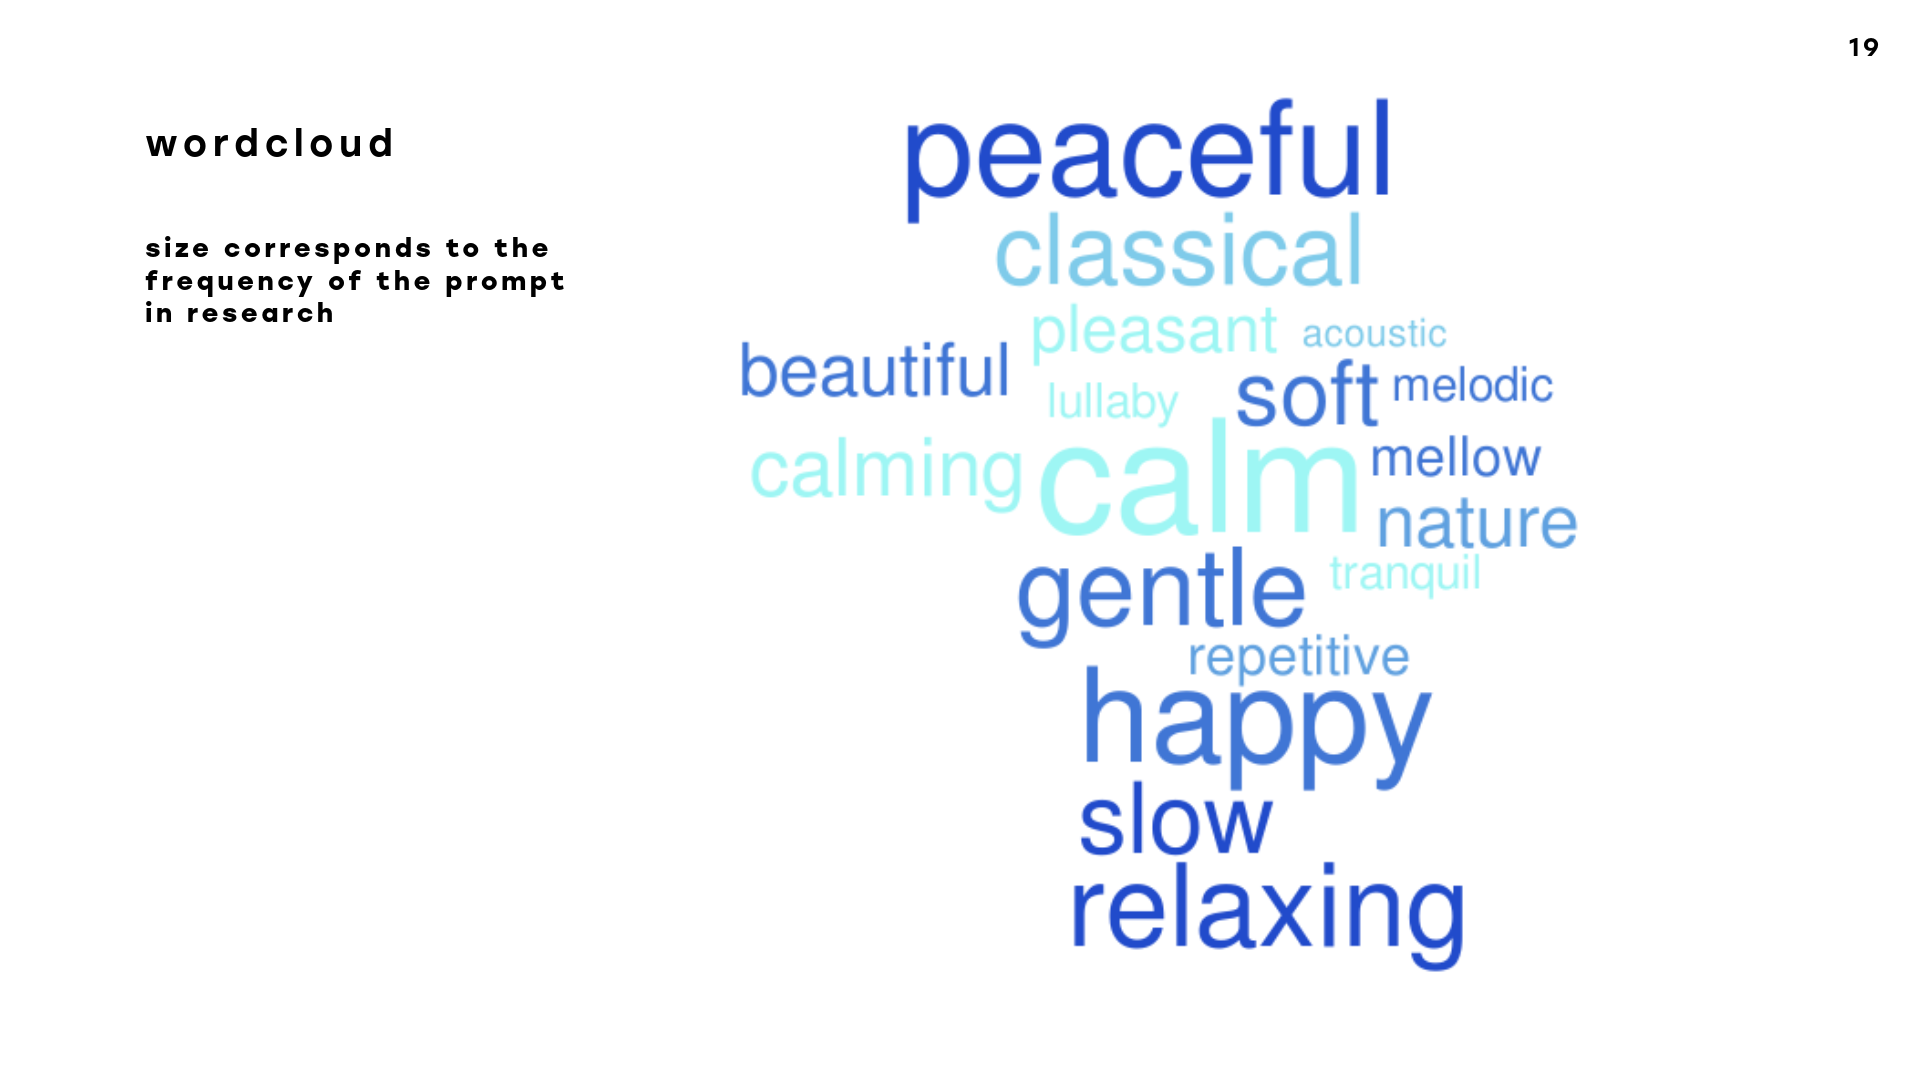 19
wordcloud
size corresponds to the
frequency of the prompt
in research
peaceful
classical
pleasant
acoustic
beautiful
lullaby
soft
melodic
calming
calm
mellow
nature
gentle
tranquil
repetitive
happy
slow
relaxing